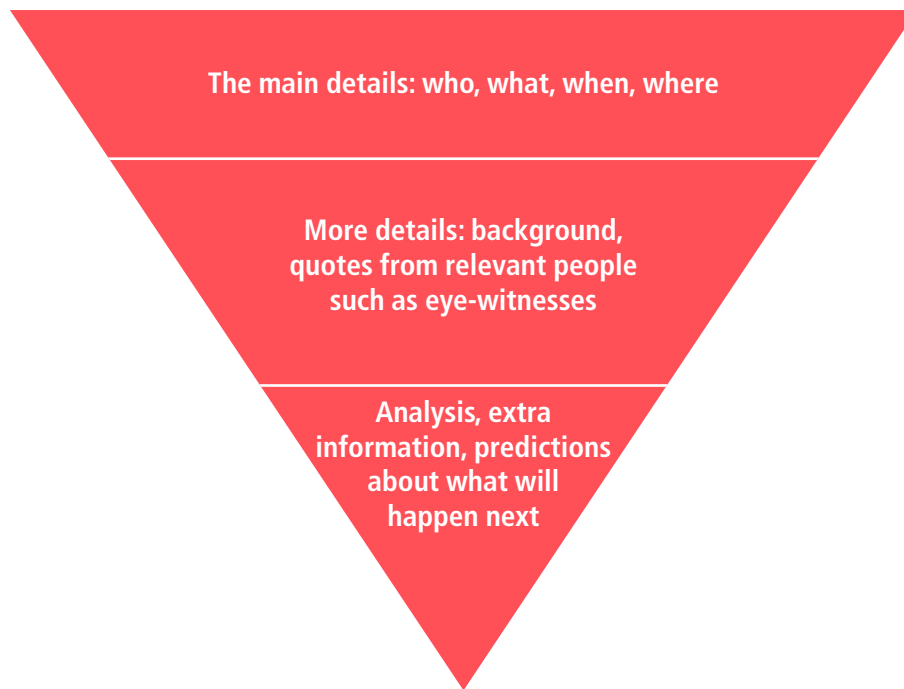 The main details: who, what, when, where
More details: background,
quotes from relevant people
such as eye-witnesses
Analysis, extra
information, predictions
about what will
happen next